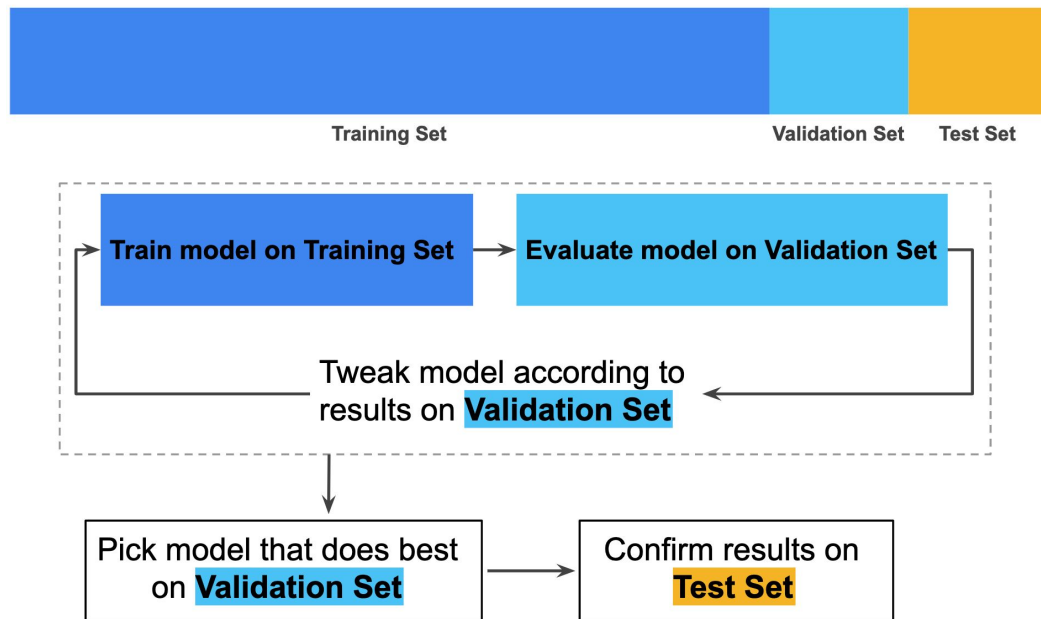 Training Set
Validation Set
Test Set
Train model on Training Set
Evaluate model on Validation Set
Tweak model according to
results on Validation Set
Pick model that does best
on Validation Set
Confirm results on
Test Set